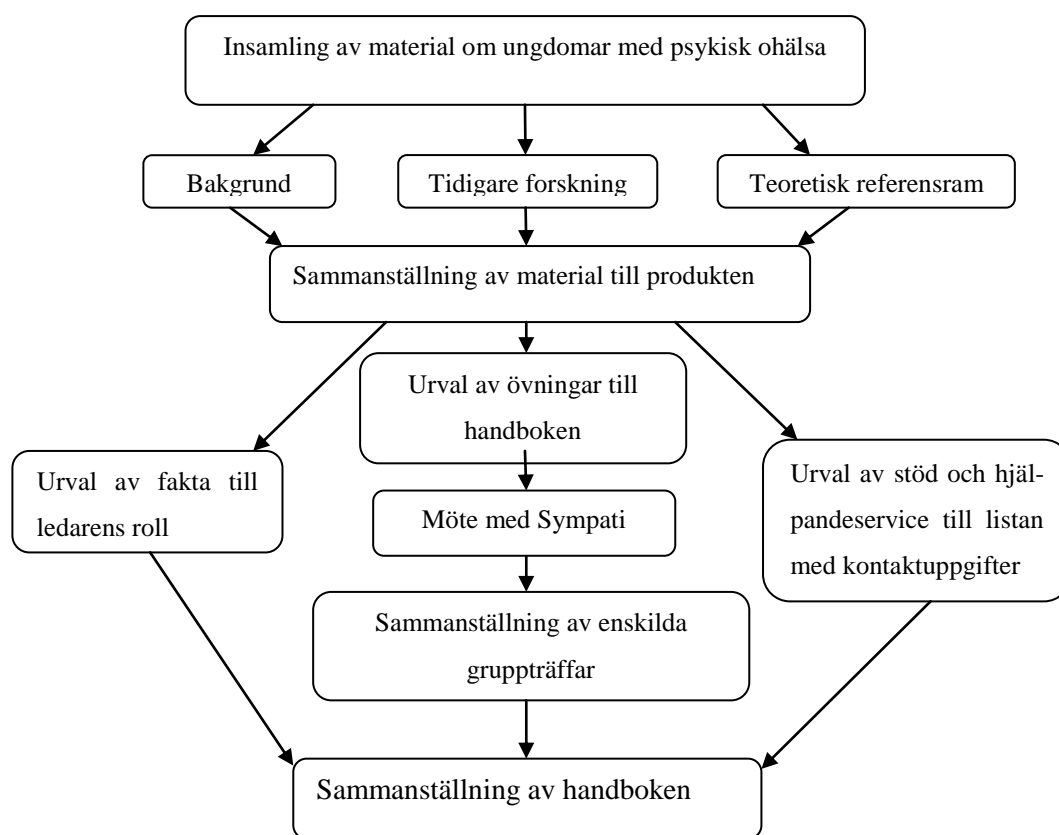 Insamling av material om ungdomar med psykisk ohälsa
Bakgrund
Tidigare forskning
Teoretisk referensram
Sammanställning av material till produkten
Urval av övningar till
handboken
Urval av fakta till
ledarens roll
Urval av stöd och hjäl-
pandeservice till listan
med kontaktuppgifter
Möte med Sympati
Sammanställning av enskilda
gruppträffar
Sammanställning av handboken